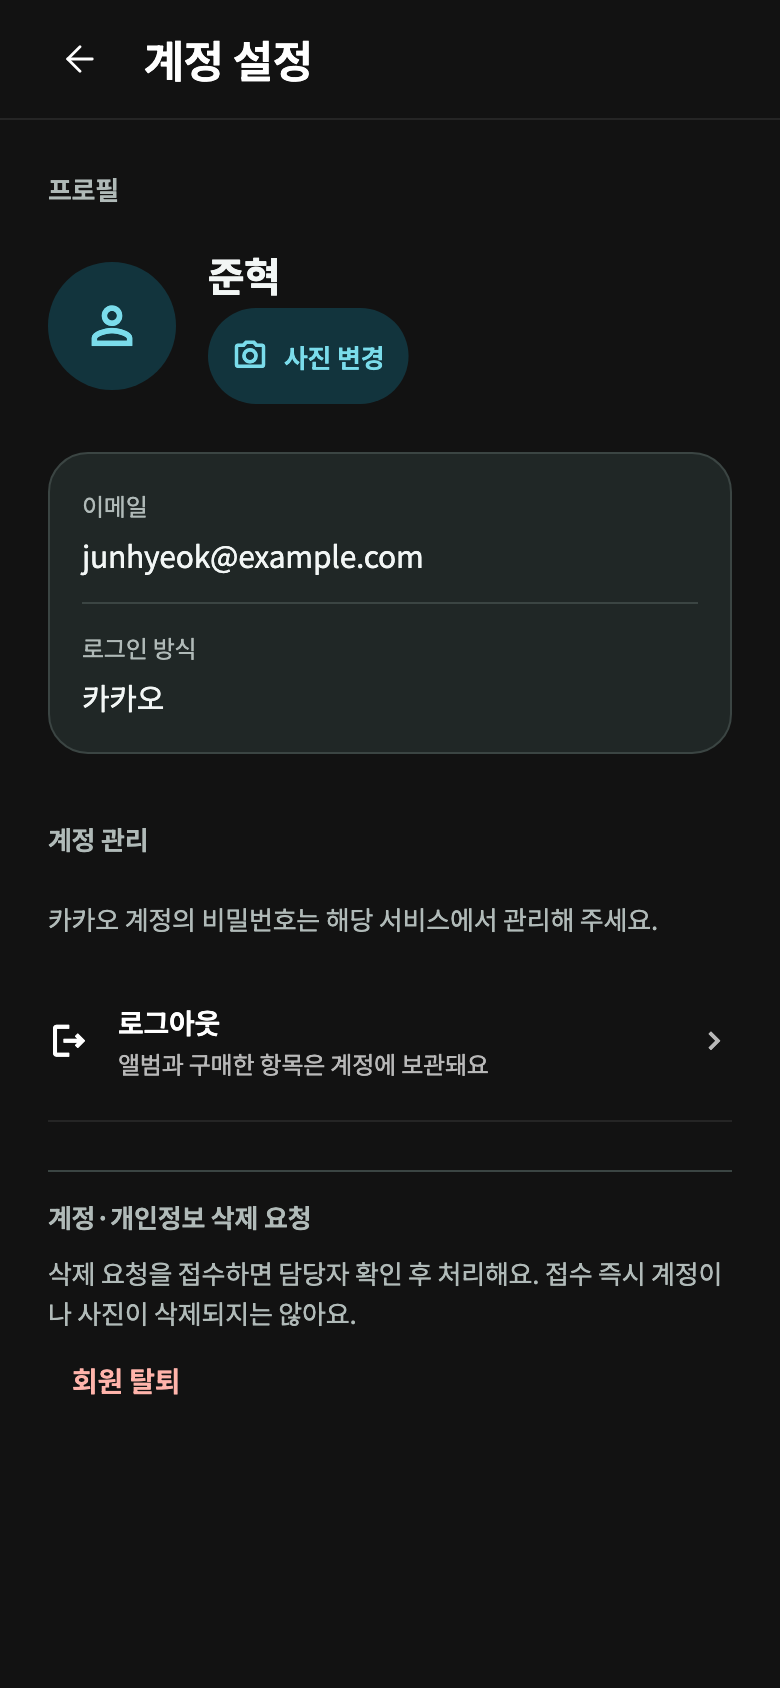 계정 설정
프로필
준혁
사진 변경
이메일
junhyeok@example.com
로그인 방식
카카오
계정 관리
카카오 계정의 비밀번호는 해당 서비스에서 관리해 주세요.
로그아웃
앨범과 구매한 항목은 계정에 보관돼요
계정·개인정보 삭제 요청
삭제 요청을 접수하면 담당자 확인 후 처리해요. 접수 즉시 계정이
나 사진이 삭제되지는 않아요.
회원 탈퇴